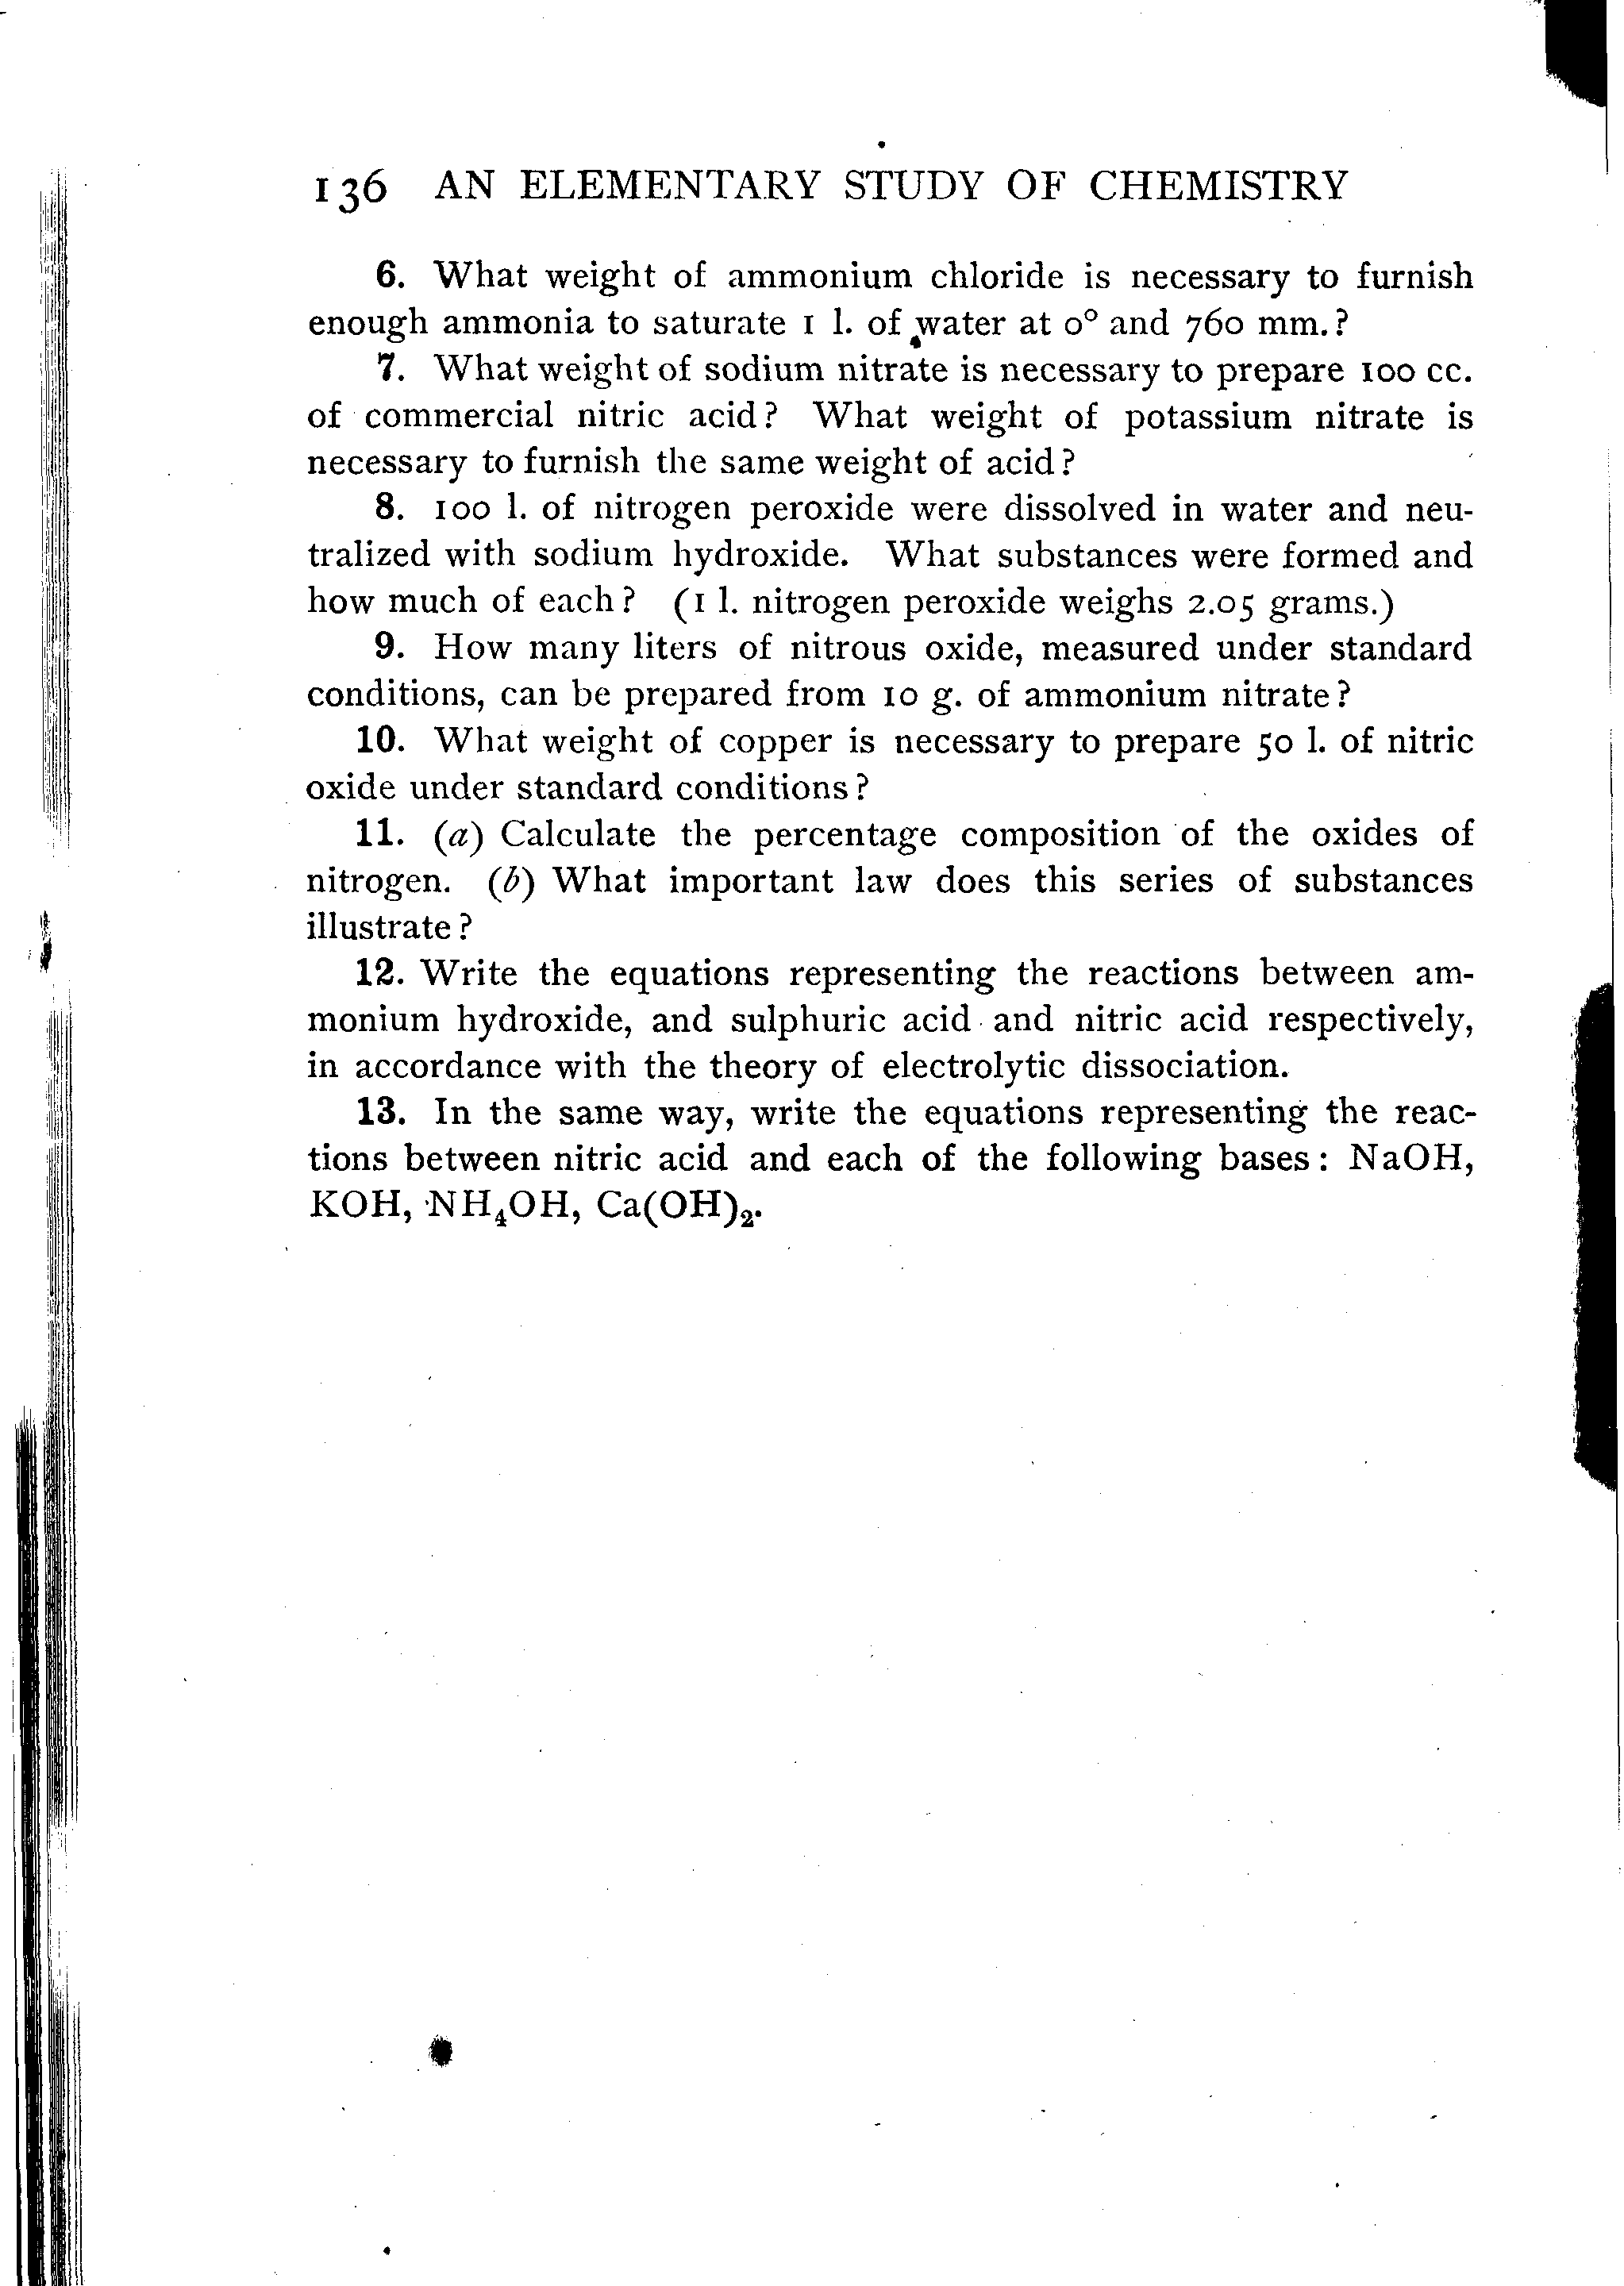 136 AN ELEMENTARY STUDY OF CHEMISTRY
6. What weight of ammonium chloride is necessary to furnish
enough ammonia to saturate 1 l. of water at 0° and 760 mm.?
7. What weight of sodium nitrate is necessary to prepare 100 cc.
of commercial nitric acid? What weight of potassium nitrate is
necessary to furnish the same weight of acid?
8. 100 l. of nitrogen peroxide were dissolved in water and neu-
tralized with sodium hydroxide. What substances were formed and
how much of each? (1 l. nitrogen peroxide weighs 2.05 grams.)
9. How many liters of nitrous oxide, measured under standard
conditions, can be prepared from 10 g. of ammonium nitrate?
10. What weight of copper is necessary to prepare 50 l. of nitric
oxide under standard conditions?
11. (a) Calculate the percentage composition of the oxides of
nitrogen. (b) What important law does this series of substances
illustrate?
12. Write the equations representing the reactions between am-
monium hydroxide, and sulphuric acid and nitric acid respectively,
in accordance with the theory of electrolytic dissociation.
13. In the same way, write the equations representing the reac-
tions between nitric acid and each of the following bases: NaOH,
KOH, NH₄OH, Ca(OH)₂.